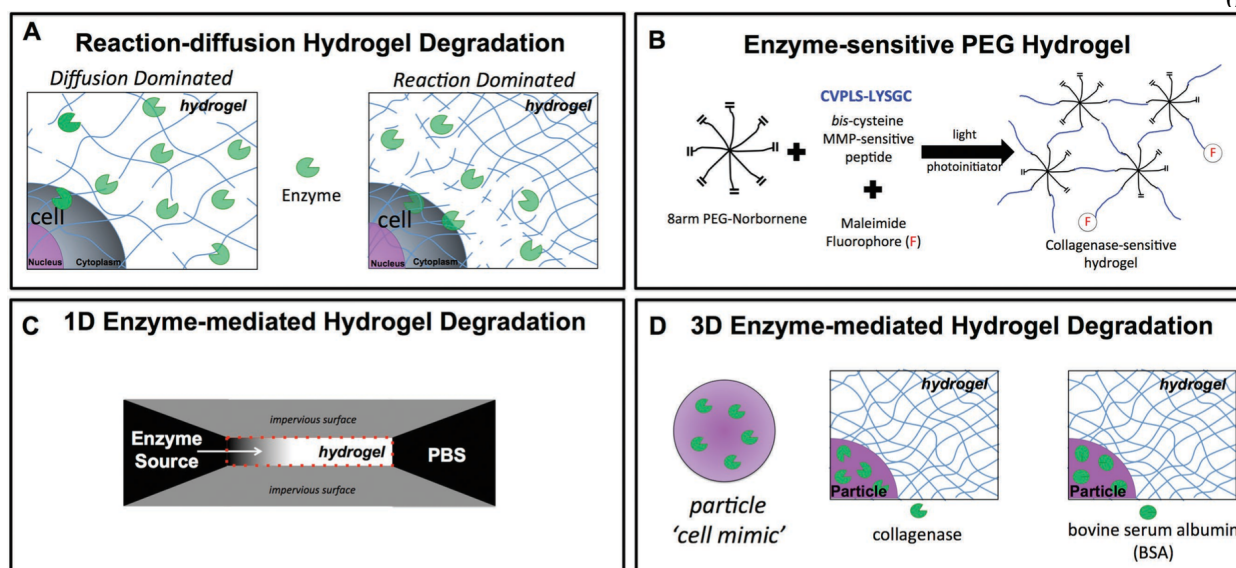 A
Reaction-diffusion Hydrogel Degradation
Diffusion Dominated
Reaction Dominated
hydrogel
hydrogel
Enzyme
cell
cell
Nucleus
Cytoplasm
Nucleus
Cytoplasm
B
Enzyme-sensitive PEG Hydrogel
CVPLS-LYSGC
bis-cysteine
MMP-sensitive
peptide
light
photoinitiator
8arm PEG-Norbornene
Maleimide
Fluorophore (F)
F
F
Collagenase-sensitive
hydrogel
C
1D Enzyme-mediated Hydrogel Degradation
impervious surface
Enzyme
Source
hydrogel
PBS
impervious surface
D
3D Enzyme-mediated Hydrogel Degradation
hydrogel
hydrogel
Particle
Particle
particle
‘cell mimic’
collagenase
bovine serum albumin
(BSA)